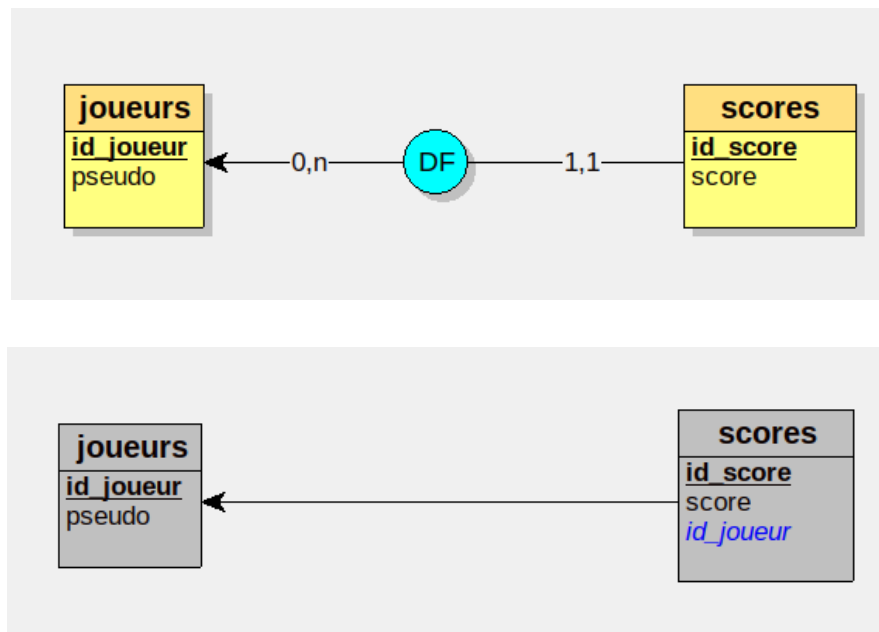 joueurs
id_joueur
pseudo
0,n
DF
1,1
scores
id_score
score
joueurs
id_joueur
pseudo
scores
id_score
score
id_joueur